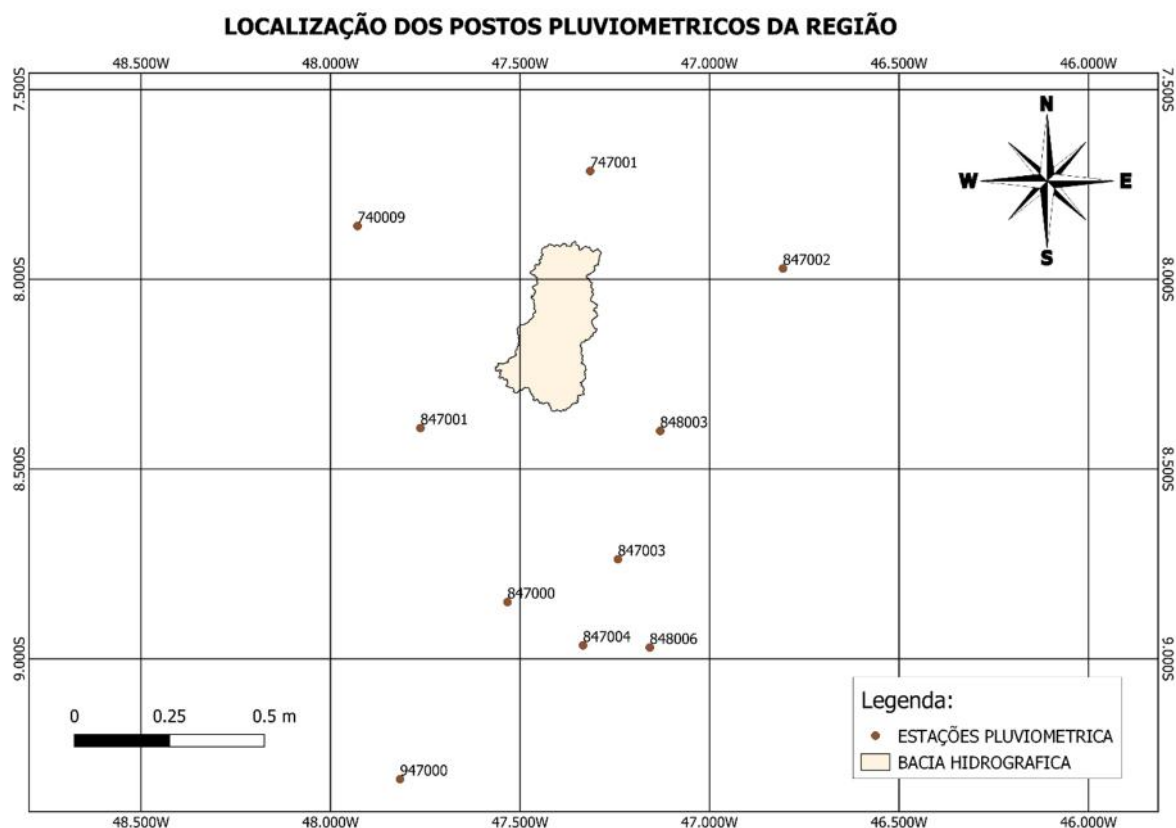 LOCALIZAÇÃO DOS POSTOS PLUVIOMETRICOS DA REGIÃO
48.500W 48.000W 47.500W 47.000W 46.500W 46.000W
7.500S 7.500S
N
747001
W E
740009
S
847002
8.000S 8.000S
847001 848003
8.500S 8.500S
847003
847000
847004 848006
9.000S 9.000S
Legenda:
0 0.25 0.5 m
ESTAÇÕES PLUVIOMETRICA
BACIA HIDROGRAFICA
947000
48.500W 48.000W 47.500W 47.000W 46.500W 46.000W